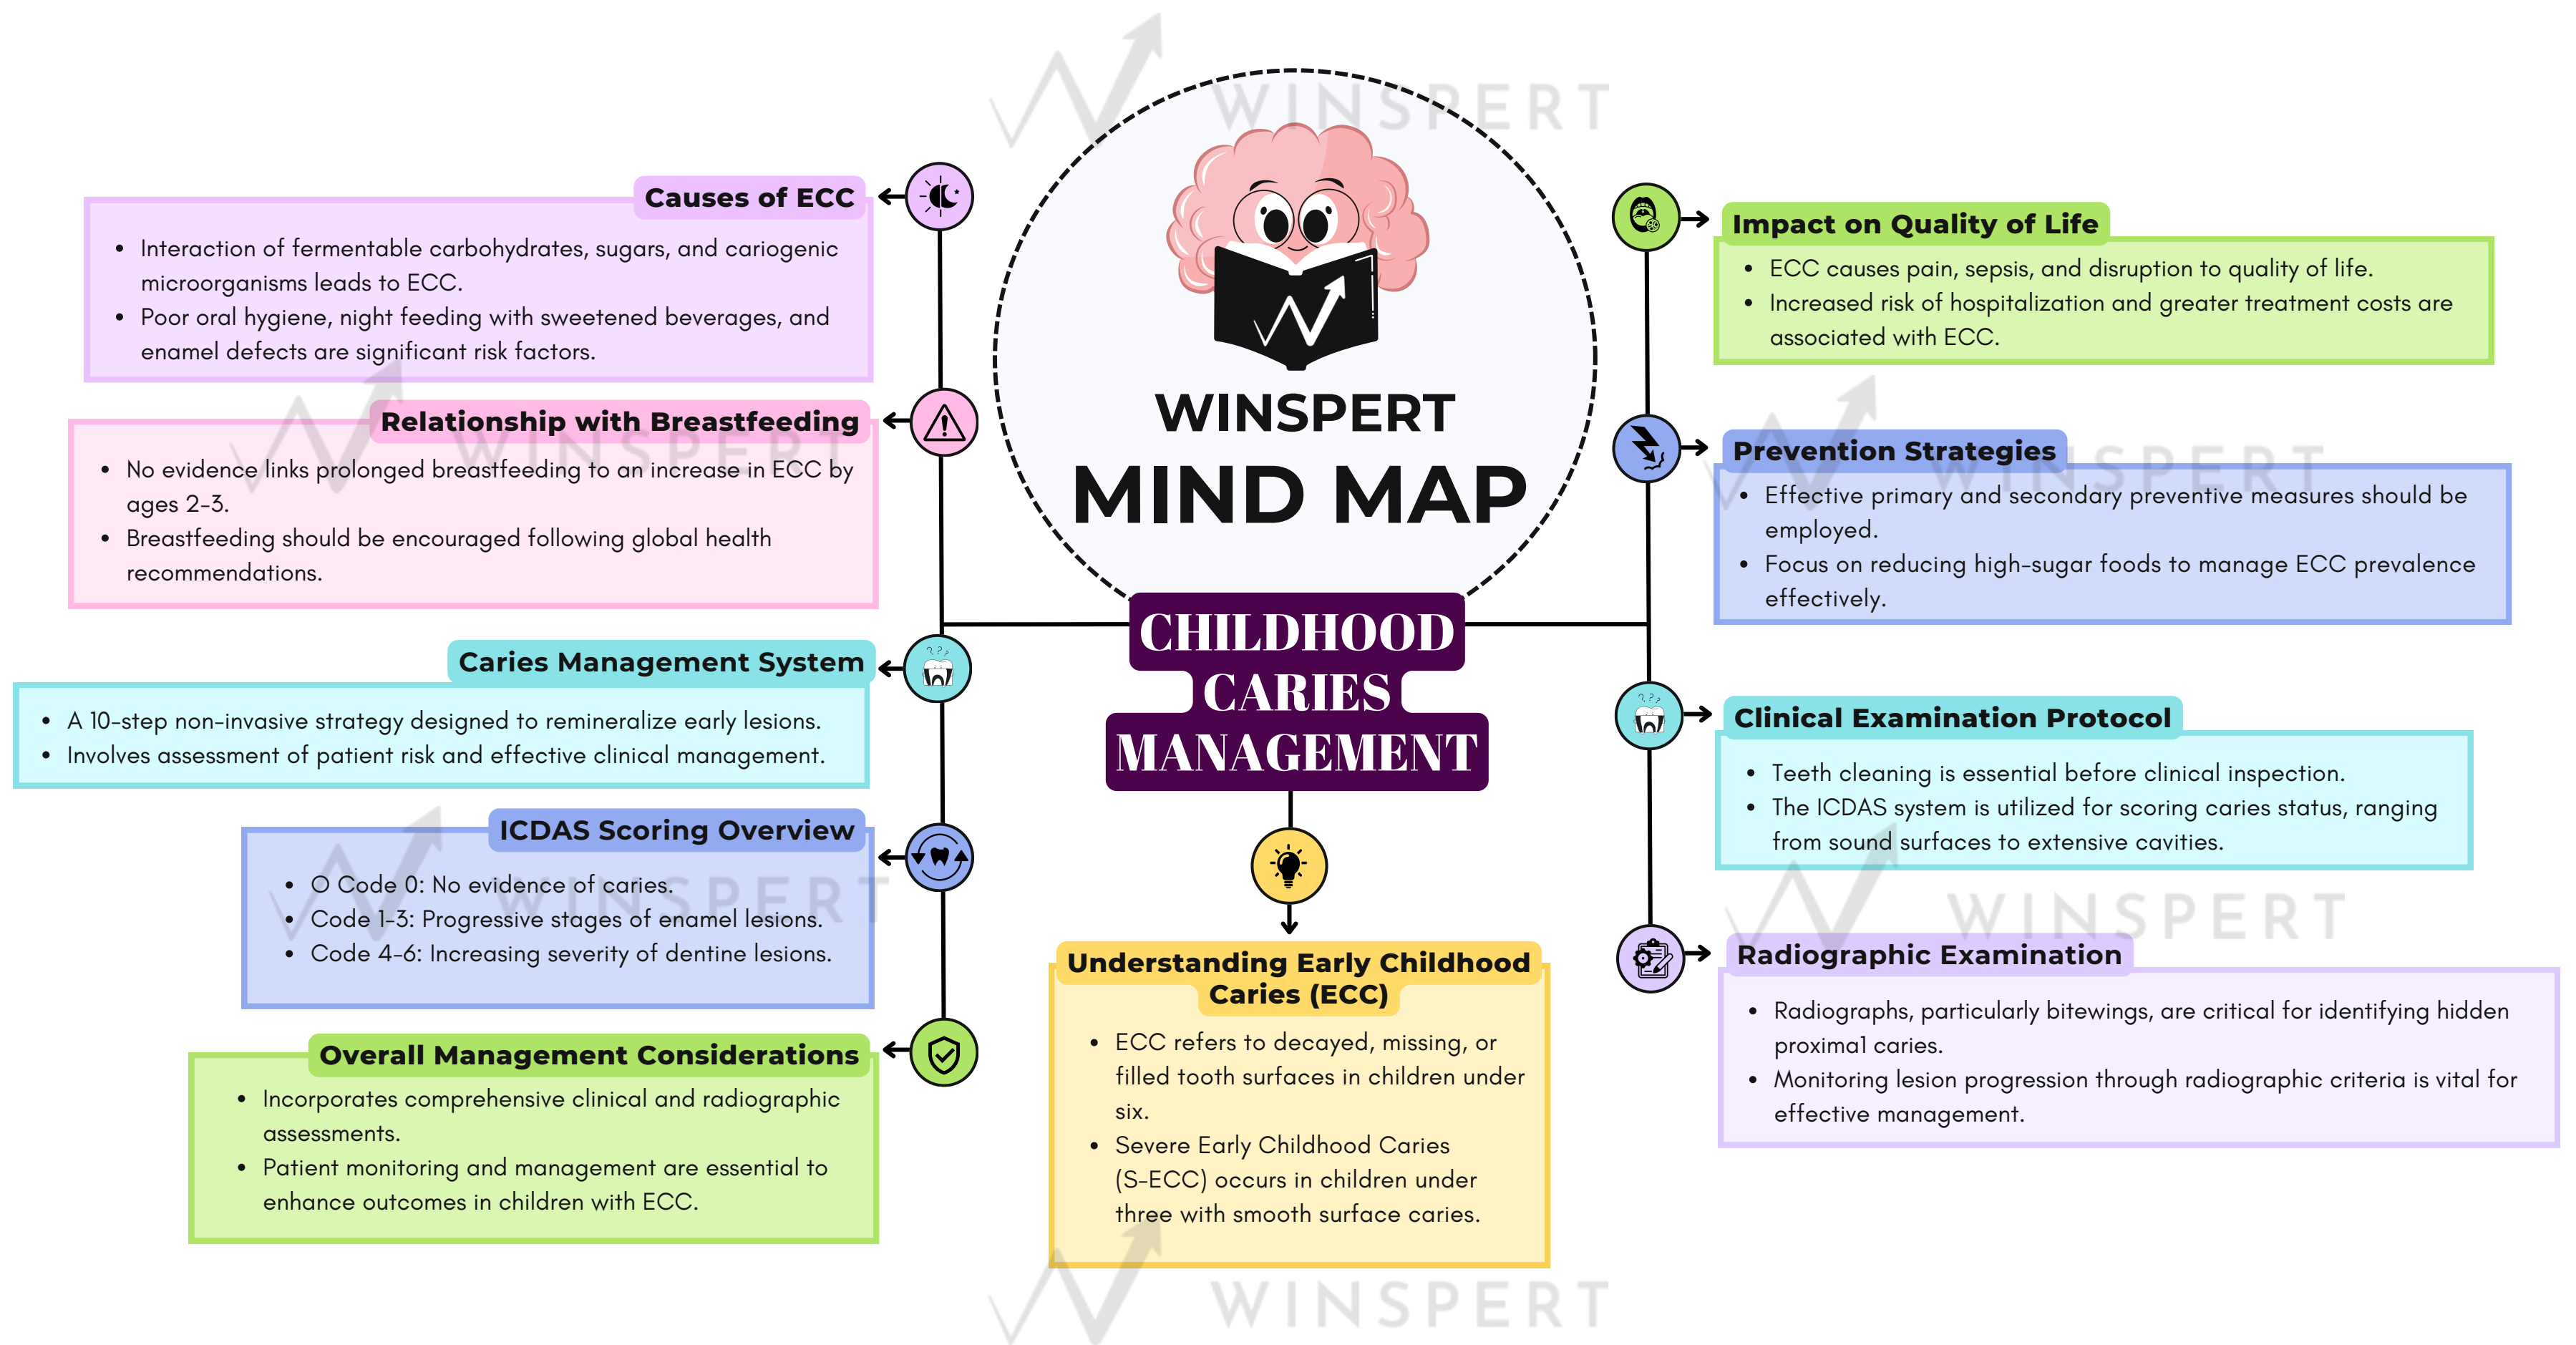 WINSPERT
WINSPERT
MIND MAP
CHILDHOOD
CARIES
MANAGEMENT
Causes of ECC
• Interaction of fermentable carbohydrates, sugars, and cariogenic
microorganisms leads to ECC.
• Poor oral hygiene, night feeding with sweetened beverages, and
enamel defects are significant risk factors.
Relationship with Breastfeeding
WINSPERT
• No evidence links prolonged breastfeeding to an increase in ECC by
ages 2-3.
• Breastfeeding should be encouraged following global health
recommendations.
Caries Management System
• A 10-step non-invasive strategy designed to remineralize early lesions.
• Involves assessment of patient risk and effective clinical management.
ICDAS Scoring Overview
WINSPERT
• O Code 0: No evidence of caries.
• Code 1-3: Progressive stages of enamel lesions.
• Code 4-6: Increasing severity of dentine lesions.
Overall Management Considerations
• Incorporates comprehensive clinical and radiographic
assessments.
• Patient monitoring and management are essential to
enhance outcomes in children with ECC.
Understanding Early Childhood
Caries (ECC)
• ECC refers to decayed, missing, or
filled tooth surfaces in children under
six.
• Severe Early Childhood Caries
(S-ECC) occurs in children under
three with smooth surface caries.
WINSPERT
Impact on Quality of Life
• ECC causes pain, sepsis, and disruption to quality of life.
• Increased risk of hospitalization and greater treatment costs are
associated with ECC.
Prevention Strategies
WINSPERT
• Effective primary and secondary preventive measures should be
employed.
• Focus on reducing high-sugar foods to manage ECC prevalence
effectively.
Clinical Examination Protocol
• Teeth cleaning is essential before clinical inspection.
• The ICDAS system is utilized for scoring caries status, ranging
from sound surfaces to extensive cavities.
WINSPERT
Radiographic Examination
• Radiographs, particularly bitewings, are critical for identifying hidden
proxima1 caries.
• Monitoring lesion progression through radiographic criteria is vital for
effective management.